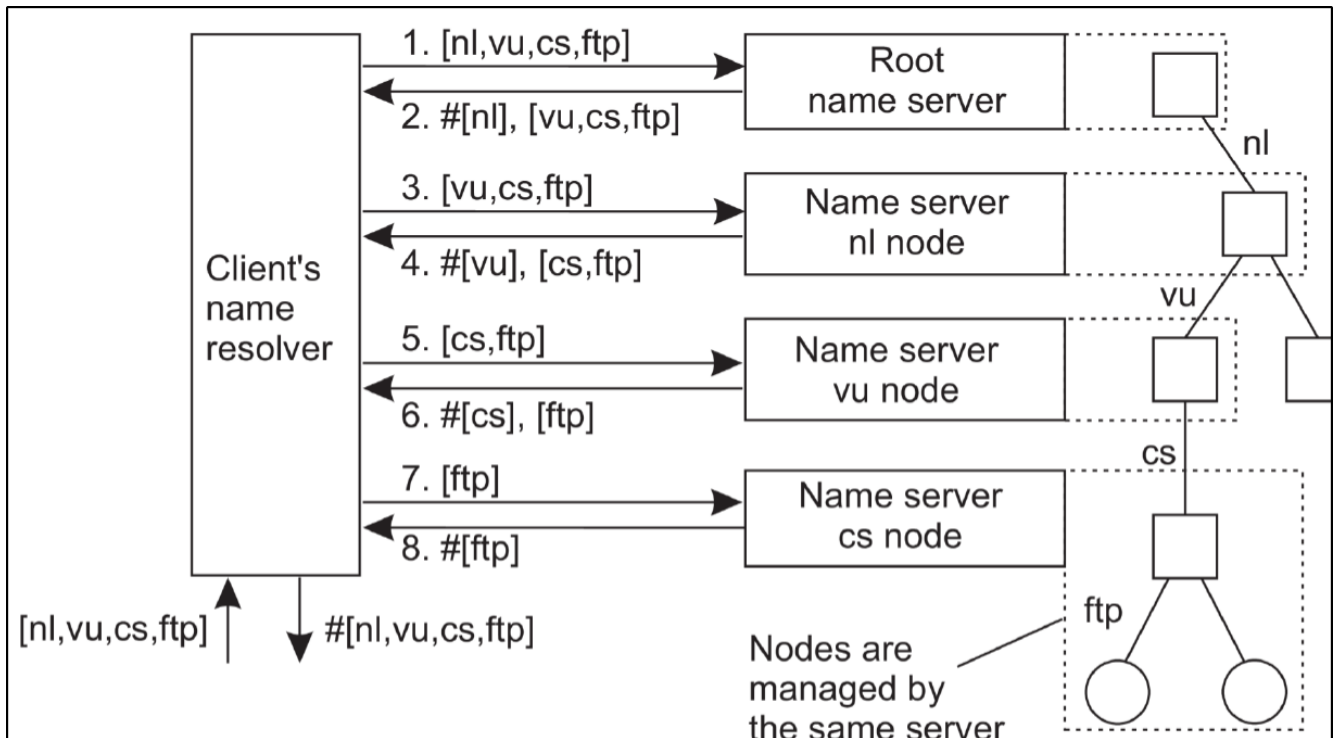 1. [nl,vu,cs,ftp]
Root
name server
2. #[nl], [vu,cs,ftp]
nl
3. [vu,cs,ftp]
Name server
nl node
4. #[vu], [cs,ftp]
vu
Client's
name
resolver
5. [cs,ftp]
Name server
vu node
6. #[cs], [ftp]
cs
7. [ftp]
Name server
cs node
8. #[ftp]
[nl,vu,cs,ftp]
#[nl,vu,cs,ftp]
ftp
Nodes are
managed by
the same server